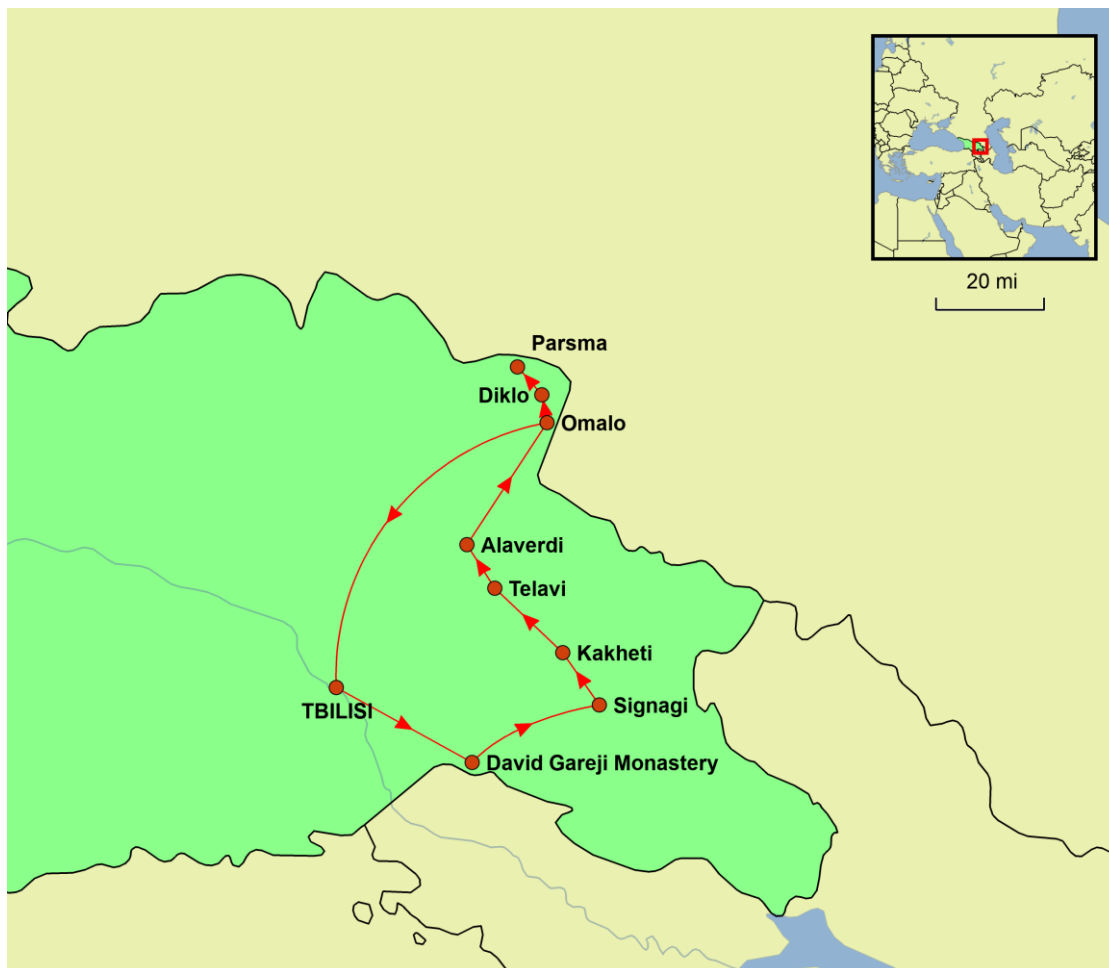 20 mi
Parsma
Diklo
Omalo
Alaverdi
Telavi
Kakheti
TBILISI
Signagi
David Gareji Monastery